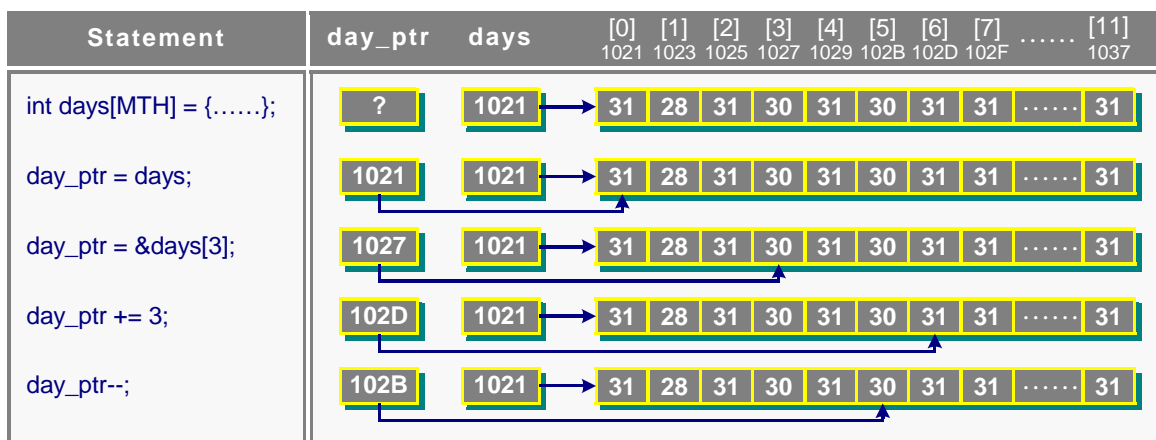 Statement day_ptr days [0] [1] [2] [3] [4] [5] [6] [7] ...... [11]
1021 1023 1025 1027 1029 102B 102D 102F 1037
int days[MTH] = {……}; ? 1021 31 28 31 30 31 30 31 31 ...... 31
day_ptr = days; 1021 1021 31 28 31 30 31 30 31 31 ...... 31
day_ptr = &days[3]; 1027 1021 31 28 31 30 31 30 31 31 ...... 31
day_ptr += 3; 102D 1021 31 28 31 30 31 30 31 31 ...... 31
day_ptr--; 102B 1021 31 28 31 30 31 30 31 31 ...... 31